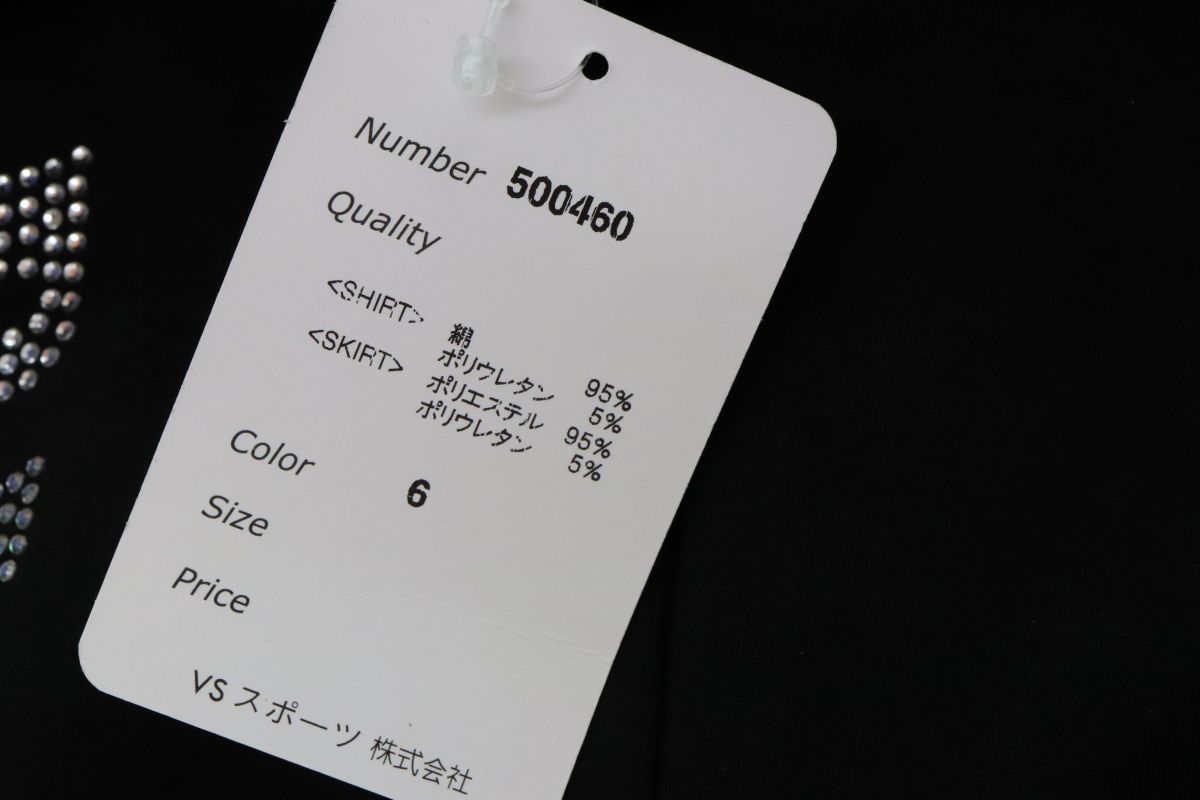 Number 500460
Quality
<SHIRT> 綿 95%
ポリウレタン 5%
<SKIRT> ポリエステル 95%
ポリウレタン 5%
Color 6
Size
Price
VS スポーツ 株式会社